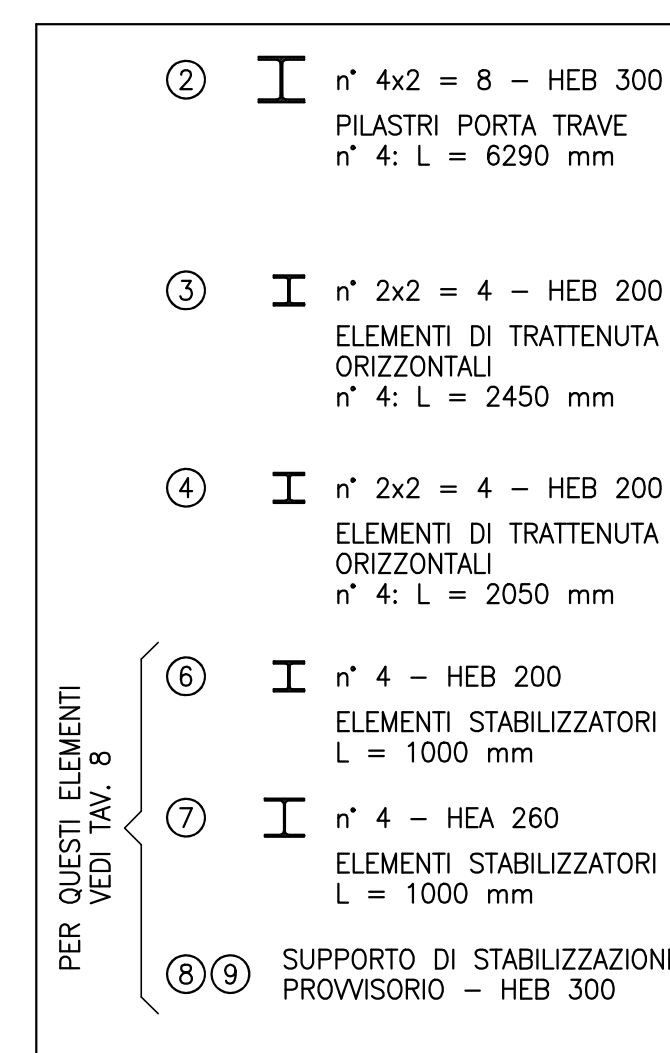 2 n° 4x2 = 8 – HEB 300
PILASTRI PORTA TRAVE
n° 4: L = 6290 mm
3 n° 2x2 = 4 – HEB 200
ELEMENTI DI TRATTENUTA
ORIZZONTALI
n° 4: L = 2450 mm
4 n° 2x2 = 4 – HEB 200
ELEMENTI DI TRATTENUTA
ORIZZONTALI
n° 4: L = 2050 mm
PER QUESTI ELEMENTI
VEDI TAV. 8
6 n° 4 – HEB 200
ELEMENTI STABILIZZATORI
L = 1000 mm
7 n° 4 – HEA 260
ELEMENTI STABILIZZATORI
L = 1000 mm
8 9 SUPPORTO DI STABILIZZAZION
PROVVISORIO – HEB 300